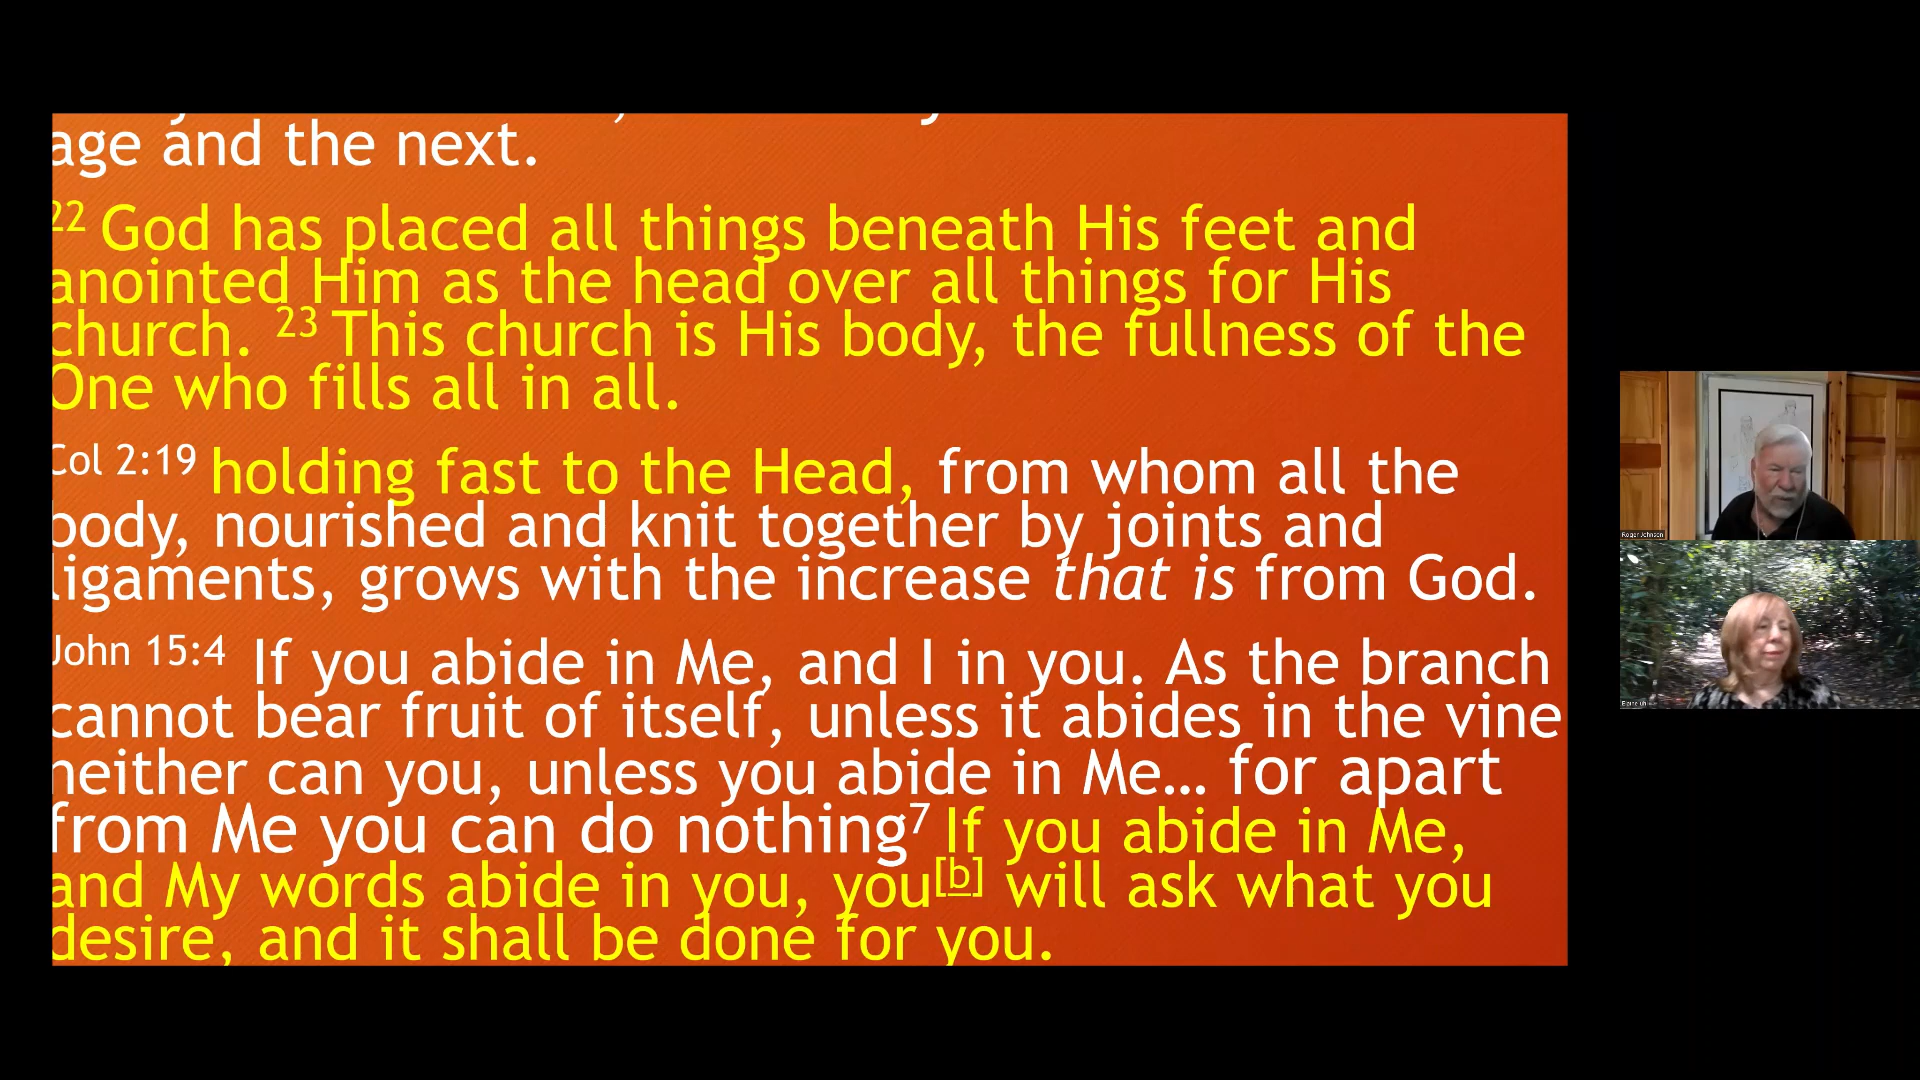 age and the next.
22 God has placed all things beneath His feet and
anointed Him as the head over all things for His
church. 23 This church is His body, the fullness of the
One who fills all in all.
Col 2:19 holding fast to the Head, from whom all the
body, nourished and knit together by joints and
ligaments, grows with the increase that is from God.
John 15:4 If you abide in Me, and I in you. As the branch
cannot bear fruit of itself, unless it abides in the vine
neither can you, unless you abide in Me... for apart
from Me you can do nothing7 If you abide in Me,
and My words abide in you, you[b] will ask what you
desire, and it shall be done for you.
Roger Johnson